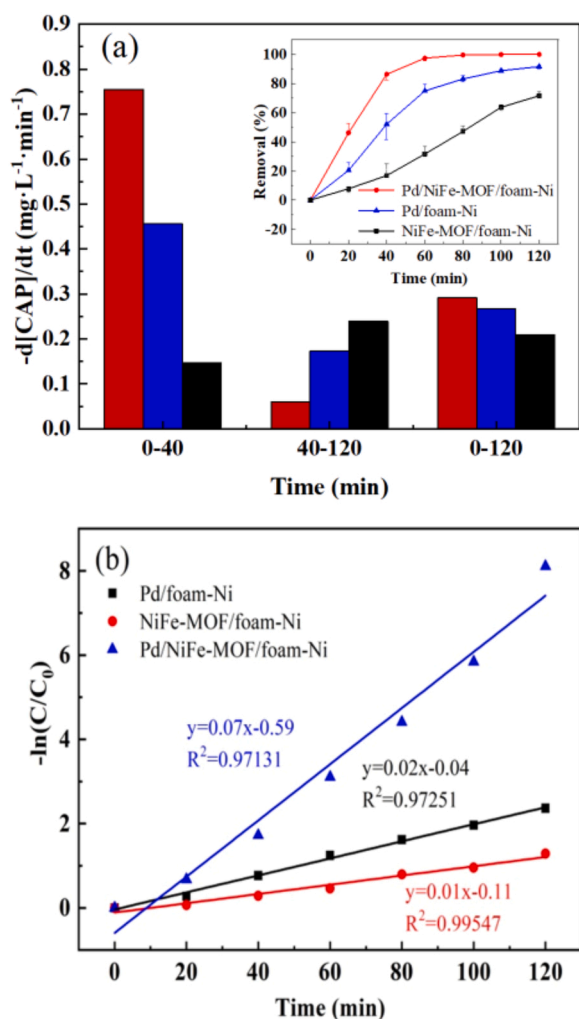 (a)
-d[CAP]/dt (mg·L⁻¹·min⁻¹)
0.8
0.7
0.6
0.5
0.4
0.3
0.2
0.1
0.0
0-40
40-120
0-120
Time (min)
Removal (%)
100
80
60
40
20
0
-20
Pd/NiFe-MOF/foam-Ni
Pd/foam-Ni
NiFe-MOF/foam-Ni
0
20
40
60
80
100
120
Time (min)
(b)
-ln(C/C₀)
8
6
4
2
0
Pd/foam-Ni
NiFe-MOF/foam-Ni
Pd/NiFe-MOF/foam-Ni
y=0.07x-0.59
R²=0.97131
y=0.02x-0.04
R²=0.97251
y=0.01x-0.11
R²=0.99547
0
20
40
60
80
100
120
Time (min)